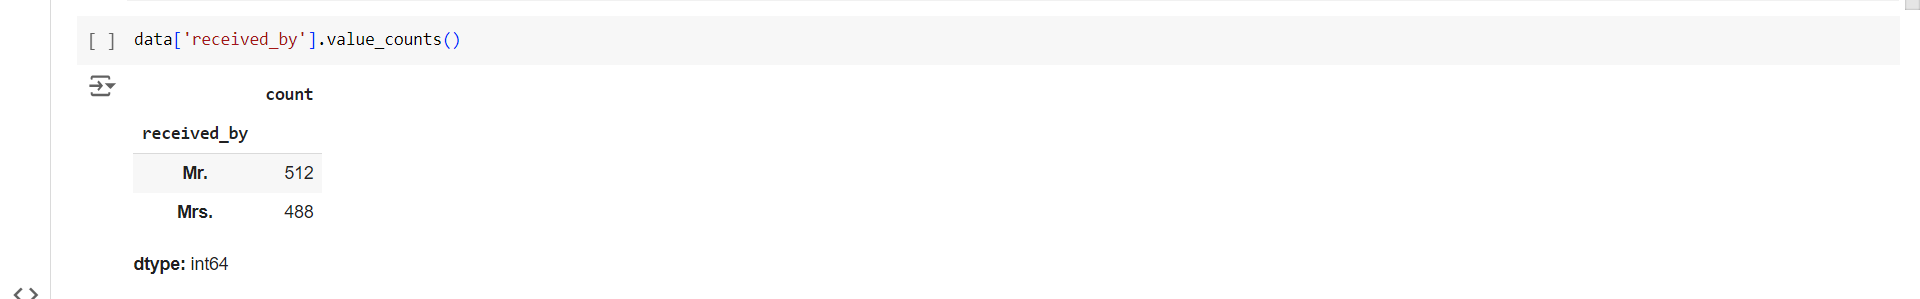 [ ] data['received_by'].value_counts()
count
received_by
Mr. 512
Mrs. 488
dtype: int64